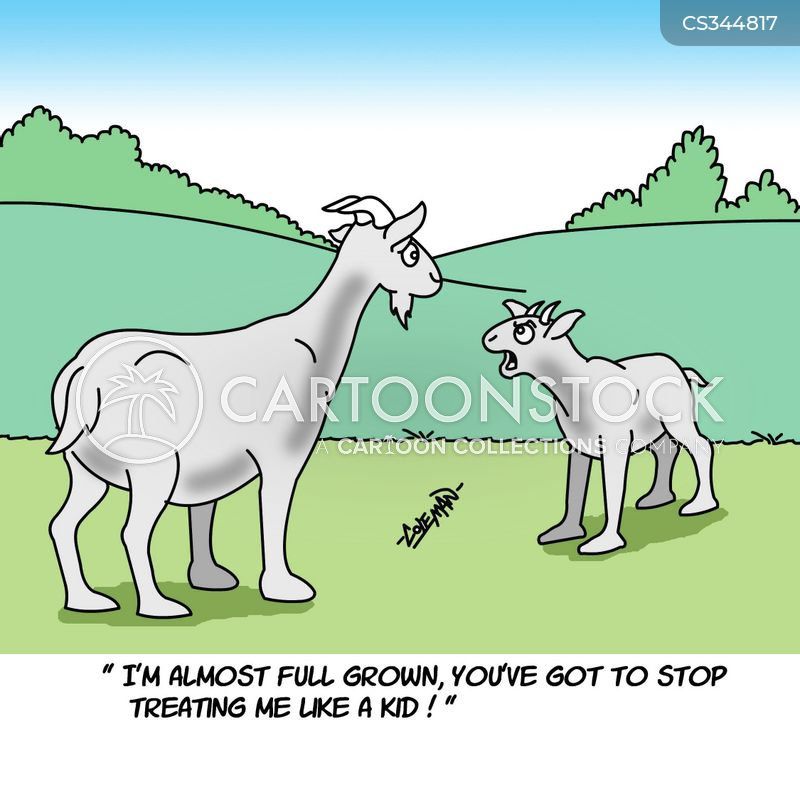 CS344817
CARTOONSTOCK
A CARTOON COLLECTIONS COMPANY
-COLEMAN-
" I'M ALMOST FULL GROWN, YOU'VE GOT TO STOP
TREATING ME LIKE A KID ! "